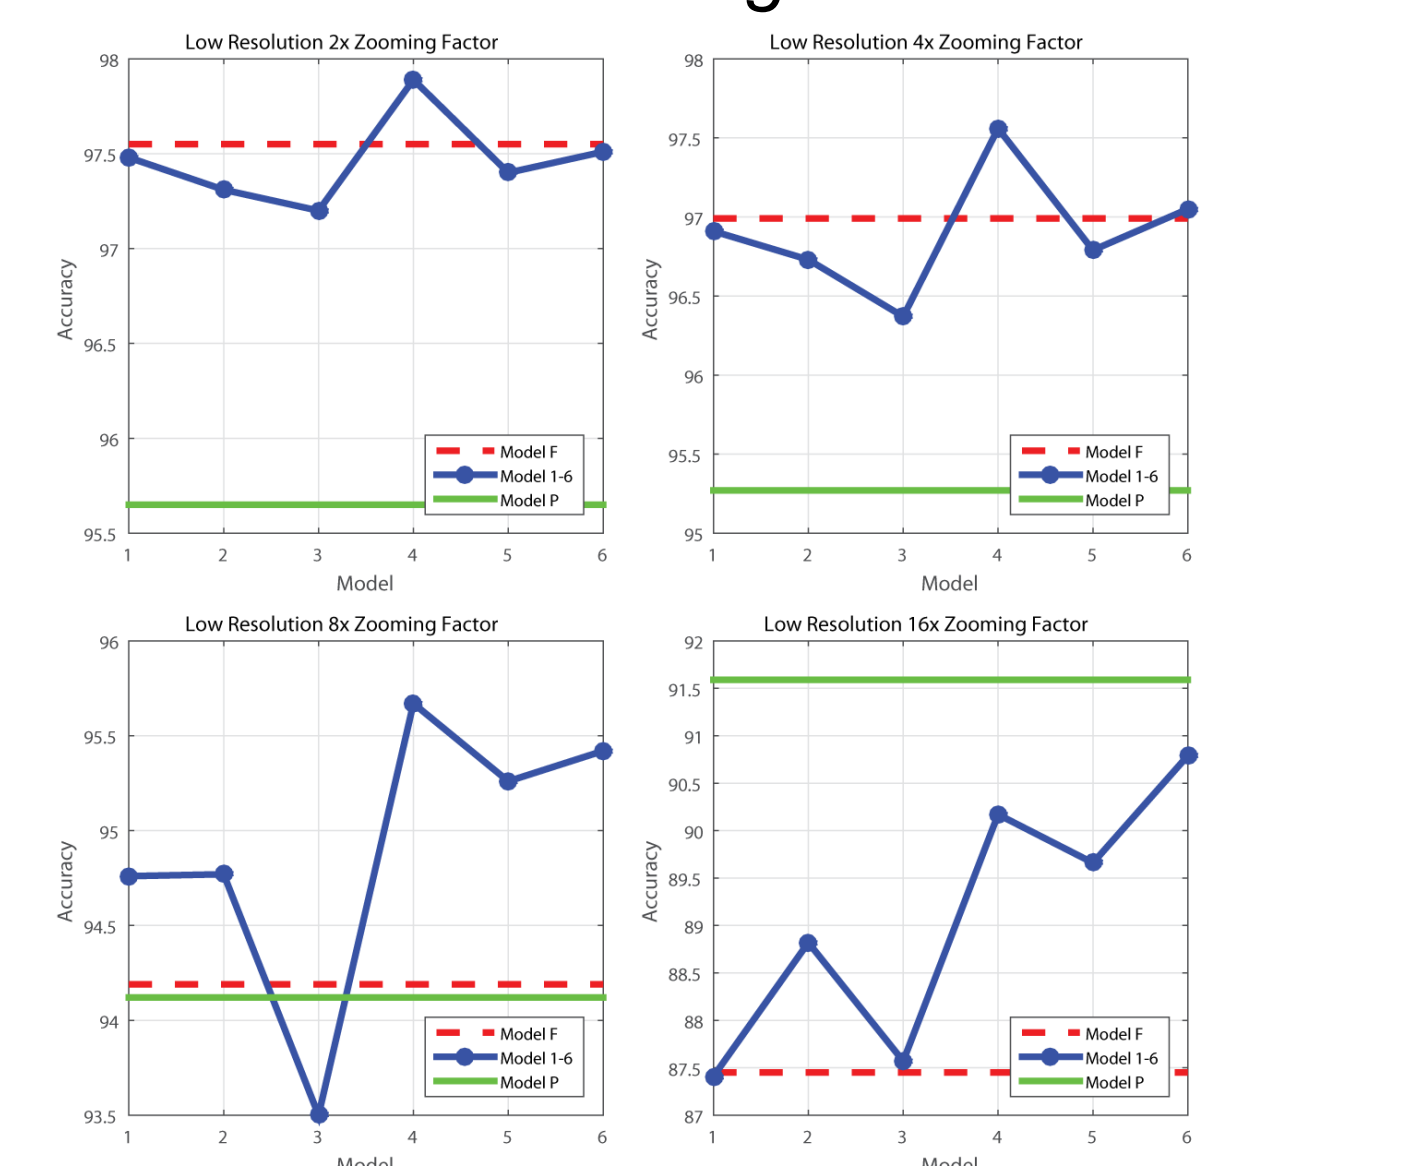 g
Low Resolution 2x Zooming Factor
98
97.5
97
96.5
96
95.5
Accuracy
1 2 3 4 5 6
Model
Model F
Model 1-6
Model P
Low Resolution 4x Zooming Factor
98
97.5
97
96.5
96
95.5
95
Accuracy
1 2 3 4 5 6
Model
Model F
Model 1-6
Model P
Low Resolution 8x Zooming Factor
96
95.5
95
94.5
94
93.5
Accuracy
1 2 3 4 5 6
Model
Model F
Model 1-6
Model P
Low Resolution 16x Zooming Factor
92
91.5
91
90.5
90
89.5
89
88.5
88
87.5
87
Accuracy
1 2 3 4 5 6
Model
Model F
Model 1-6
Model P